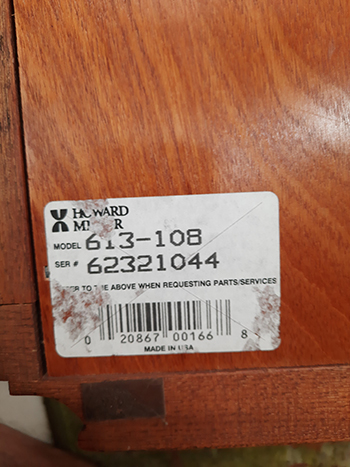 HOWARD
MODEL 613-108
SER # 62321044
TO THE ABOVE WHEN REQUESTING PARTS/SERVICES
0 20867 00166 8
MADE IN USA